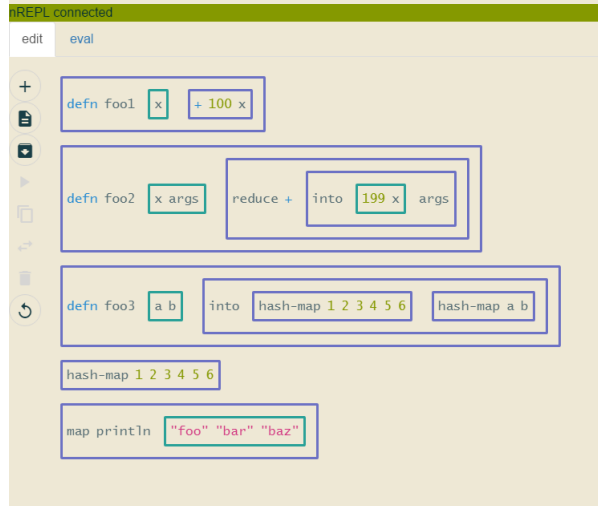 nREPL connected
edit eval
defn foo1 x + 100 x
defn foo2 x args reduce + into 199 x args
defn foo3 a b into hash-map 1 2 3 4 5 6 hash-map a b
hash-map 1 2 3 4 5 6
map println "foo" "bar" "baz"